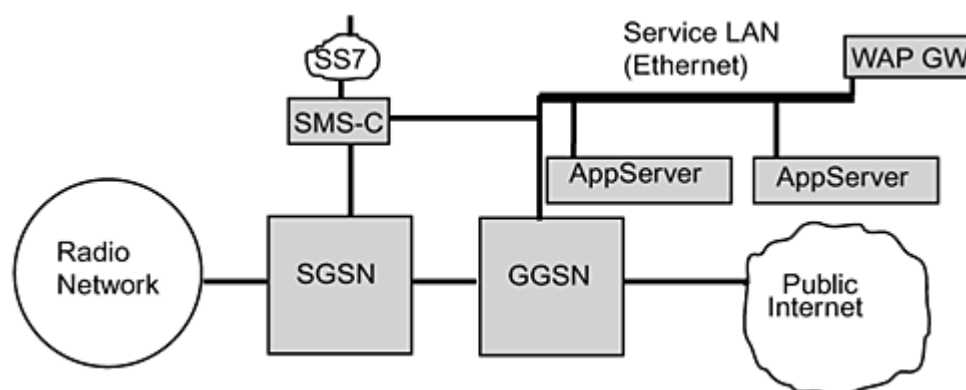 SS7
Service LAN
(Ethernet)
WAP GW
SMS-C
AppServer
AppServer
Radio
Network
SGSN
GGSN
Public
Internet